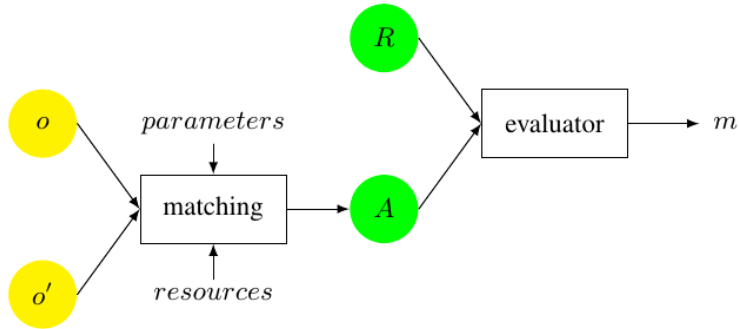 R
o
parameters
evaluator
m
matching
A
o′
resources